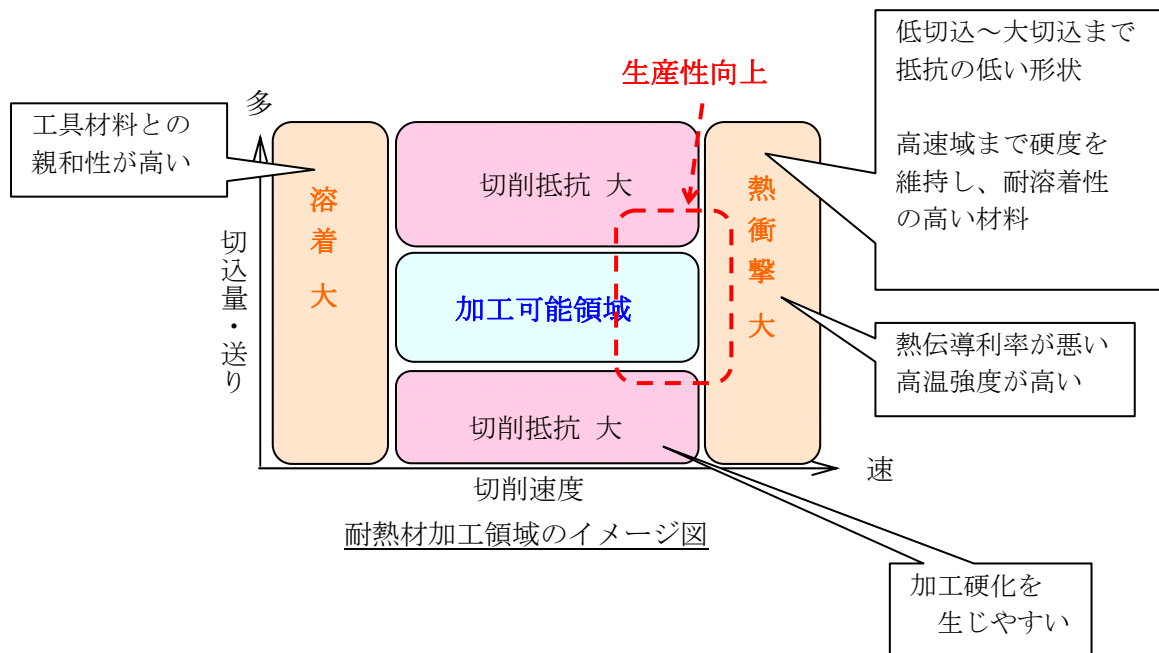 低切込～大切込まで
抵抗の低い形状
高速域まで硬度を
維持し、耐溶着性
の高い材料
生産性向上
多
工具材料との
親和性が高い
切削抵抗 大
溶着 大
熱衝撃 大
切込量・送り
加工可能領域
熱伝導利率が悪い
高温強度が高い
切削抵抗 大
速
切削速度
耐熱材加工領域のイメージ図
加工硬化を
生じやすい